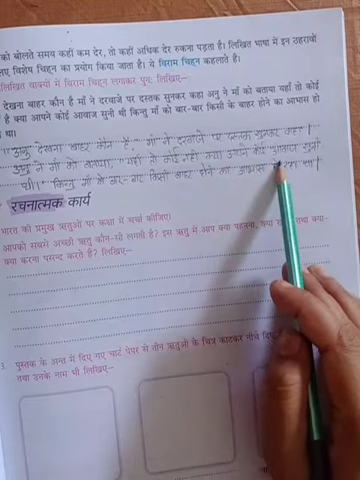 को बोलते समय कहीं कम देर, तो कहीं अधिक देर रुकना पड़ता है। लिखित भाषा में इन ठहरावों
लिए विशेष चिह्न का प्रयोग किया जाता है। ये विराम चिह्न कहलाते हैं।
लिखित वाक्यों में विराम चिह्न लगाकर पुनः लिखिए–
देखना बाहर कौन है माँ ने दरवाजे पर दस्तक सुनकर कहा अनु ने माँ को बताया यहाँ तो कोई
है क्या आपने कोई आवाज सुनी थी किन्तु माँ को बार-बार किसी के बाहर होने का आभास हो
था।
"अनु देखना बाहर कौन है," माँ ने दरवाजे पर दस्तक सुनकर कहा।
अनु ने माँ को बताया, "यहाँ तो कोई नहीं क्या आपने कोई आवाज सुनी
थी।" किन्तु माँ को बार-बार किसी बाहर होने का आभास रहा था।
रचनात्मक कार्य
भारत की प्रमुख ऋतुओं पर कक्षा में चर्चा कीजिए।
आपको सबसे अच्छी ऋतु कौन-सी लगती है? इस ऋतु में आप क्या पहनना, क्या तथा क्या-
क्या करना पसन्द करते हैं? लिखिए–
3. पुस्तक के अन्त में दिए गए चार्ट पेपर से तीन ऋतुओं के चित्र काटकर नीचे
तथा उनके नाम भी लिखिए–